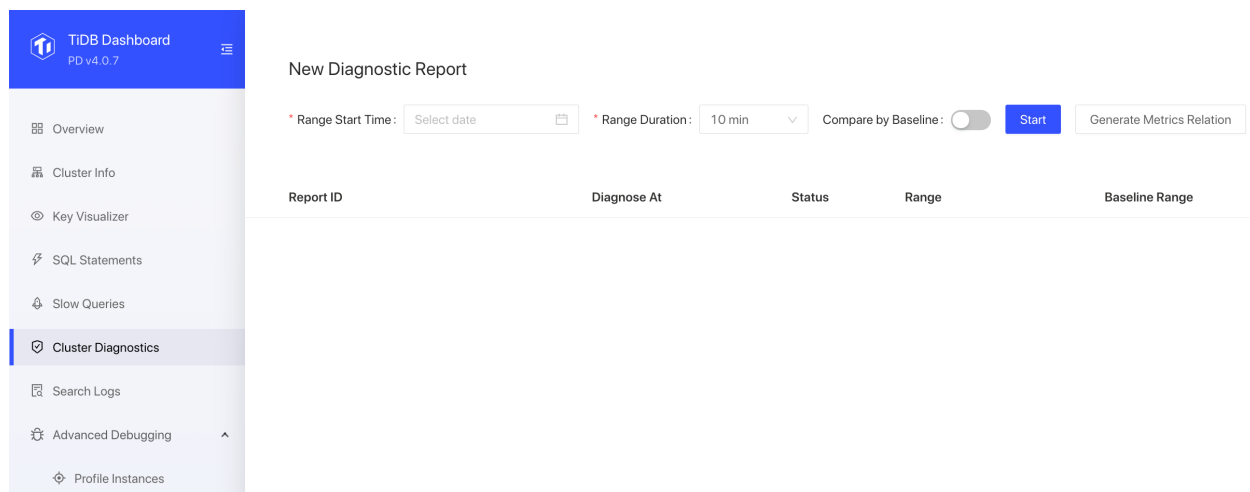 TiDB Dashboard
PD v4.0.7
Overview
Cluster Info
Key Visualizer
SQL Statements
Slow Queries
Cluster Diagnostics
Search Logs
Advanced Debugging
Profile Instances
New Diagnostic Report
* Range Start Time : Select date * Range Duration : 10 min Compare by Baseline : Start Generate Metrics Relation
Report ID Diagnose At Status Range Baseline Range